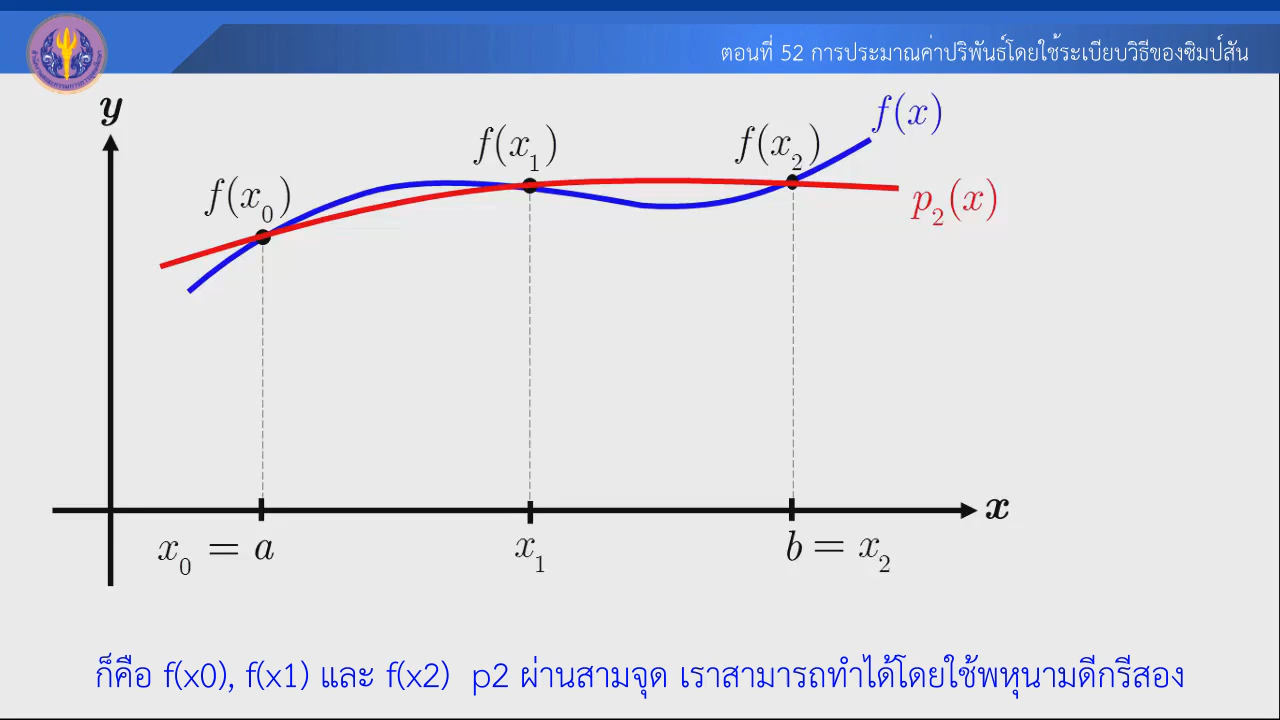 ตอนที่ 52 การประมาณค่าปริพันธ์โดยใช้ระเบียบวิธีของซิมป์สัน
y
f(x)
f(x₁)
f(x₂)
f(x₀)
p₂(x)
x
x₀ = a
x₁
b = x₂
ก็คือ f(x0), f(x1) และ f(x2) p2 ผ่านสามจุด เราสามารถทำได้โดยใช้พหุนามดีกรีสอง